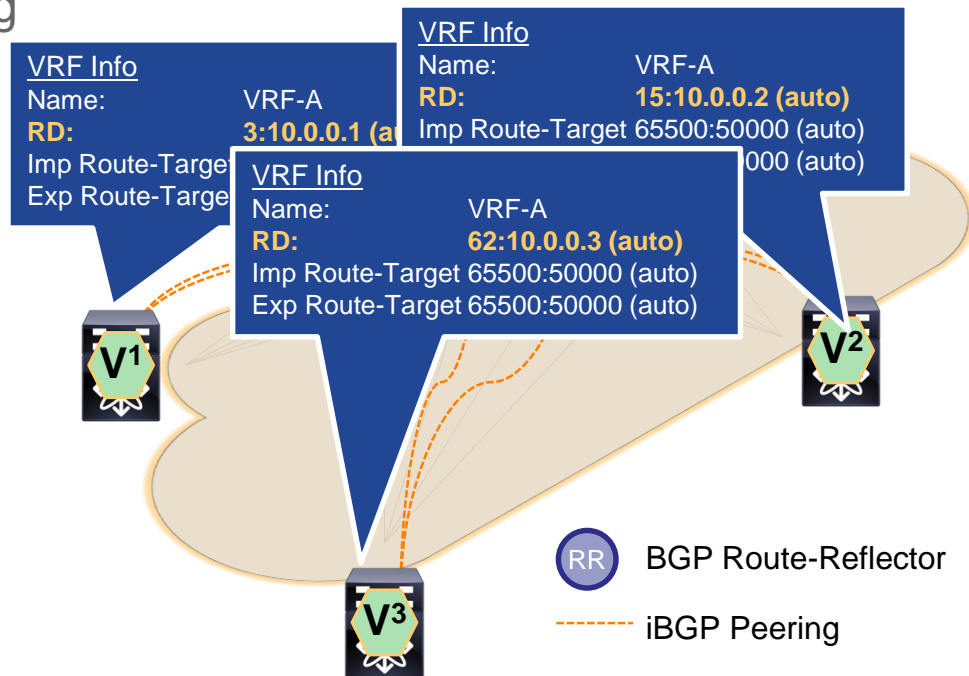 g
VRF Info
Name: VRF-A
RD: 3:10.0.0.1 (au
Imp Route-Target
Exp Route-Targe
VRF Info
Name: VRF-A
RD: 15:10.0.0.2 (auto)
Imp Route-Target 65500:50000 (auto)
0000 (auto)
VRF Info
Name: VRF-A
RD: 62:10.0.0.3 (auto)
Imp Route-Target 65500:50000 (auto)
Exp Route-Target 65500:50000 (auto)
V1
V2
V3
RR BGP Route-Reflector
iBGP Peering